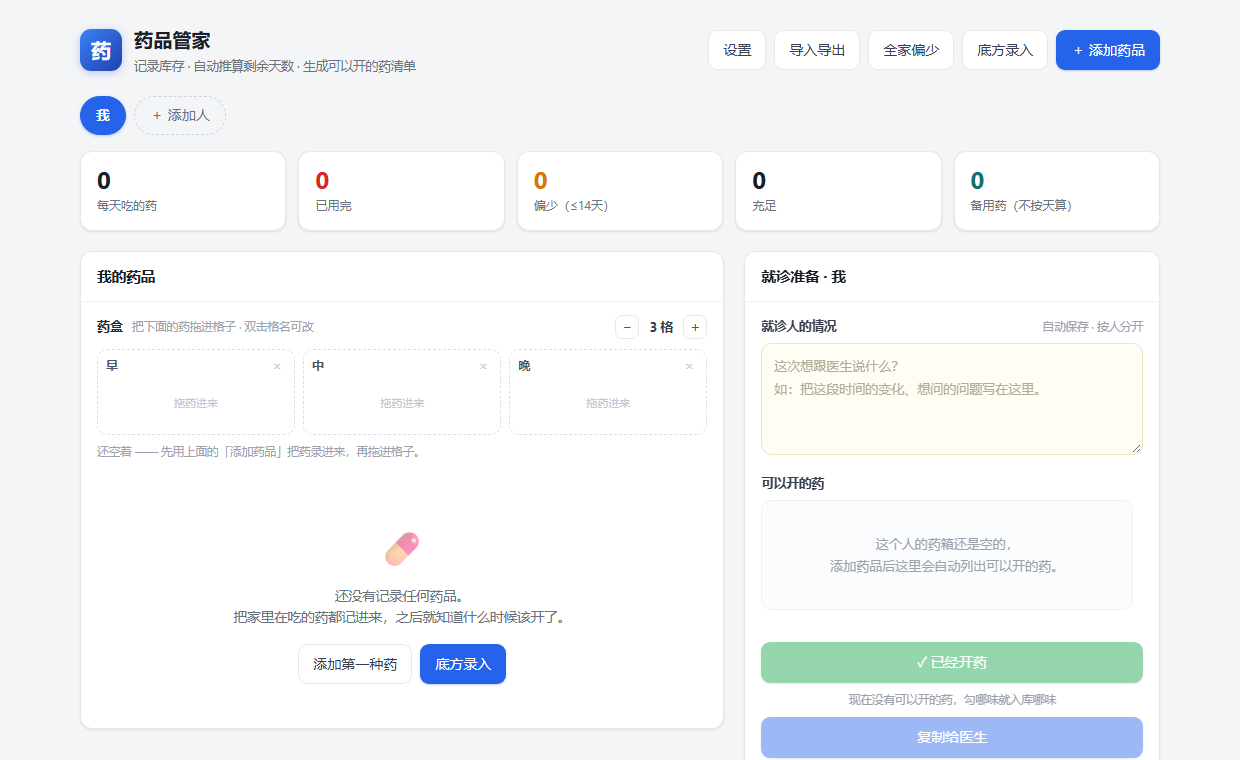 药
药品管家
记录库存 · 自动推算剩余天数 · 生成可以开的药清单
设置
导入导出
全家偏少
底方录入
+ 添加药品
我
+ 添加人
0
每天吃的药
0
已用完
0
偏少（≤14天）
0
充足
0
备用药（不按天算）
我的药品
药盒 把下面的药拖进格子 · 双击格名可改
− 3 格 +
早 ×
拖药进来
中 ×
拖药进来
晚 ×
拖药进来
还空着 —— 先用上面的「添加药品」把药录进来，再拖进格子。
还没有记录任何药品。
把家里在吃的药都记进来，之后就知道什么时候该开了。
添加第一种药
底方录入
就诊准备 · 我
就诊人的情况 自动保存 · 按人分开
这次想跟医生说什么？
如：把这段时间的变化、想问的问题写在这里。
可以开的药
这个人的药箱还是空的，
添加药品后这里会自动列出可以开的药。
✓ 已经开药
现在没有可以开的药，勾哪味就入库哪味
复制给医生